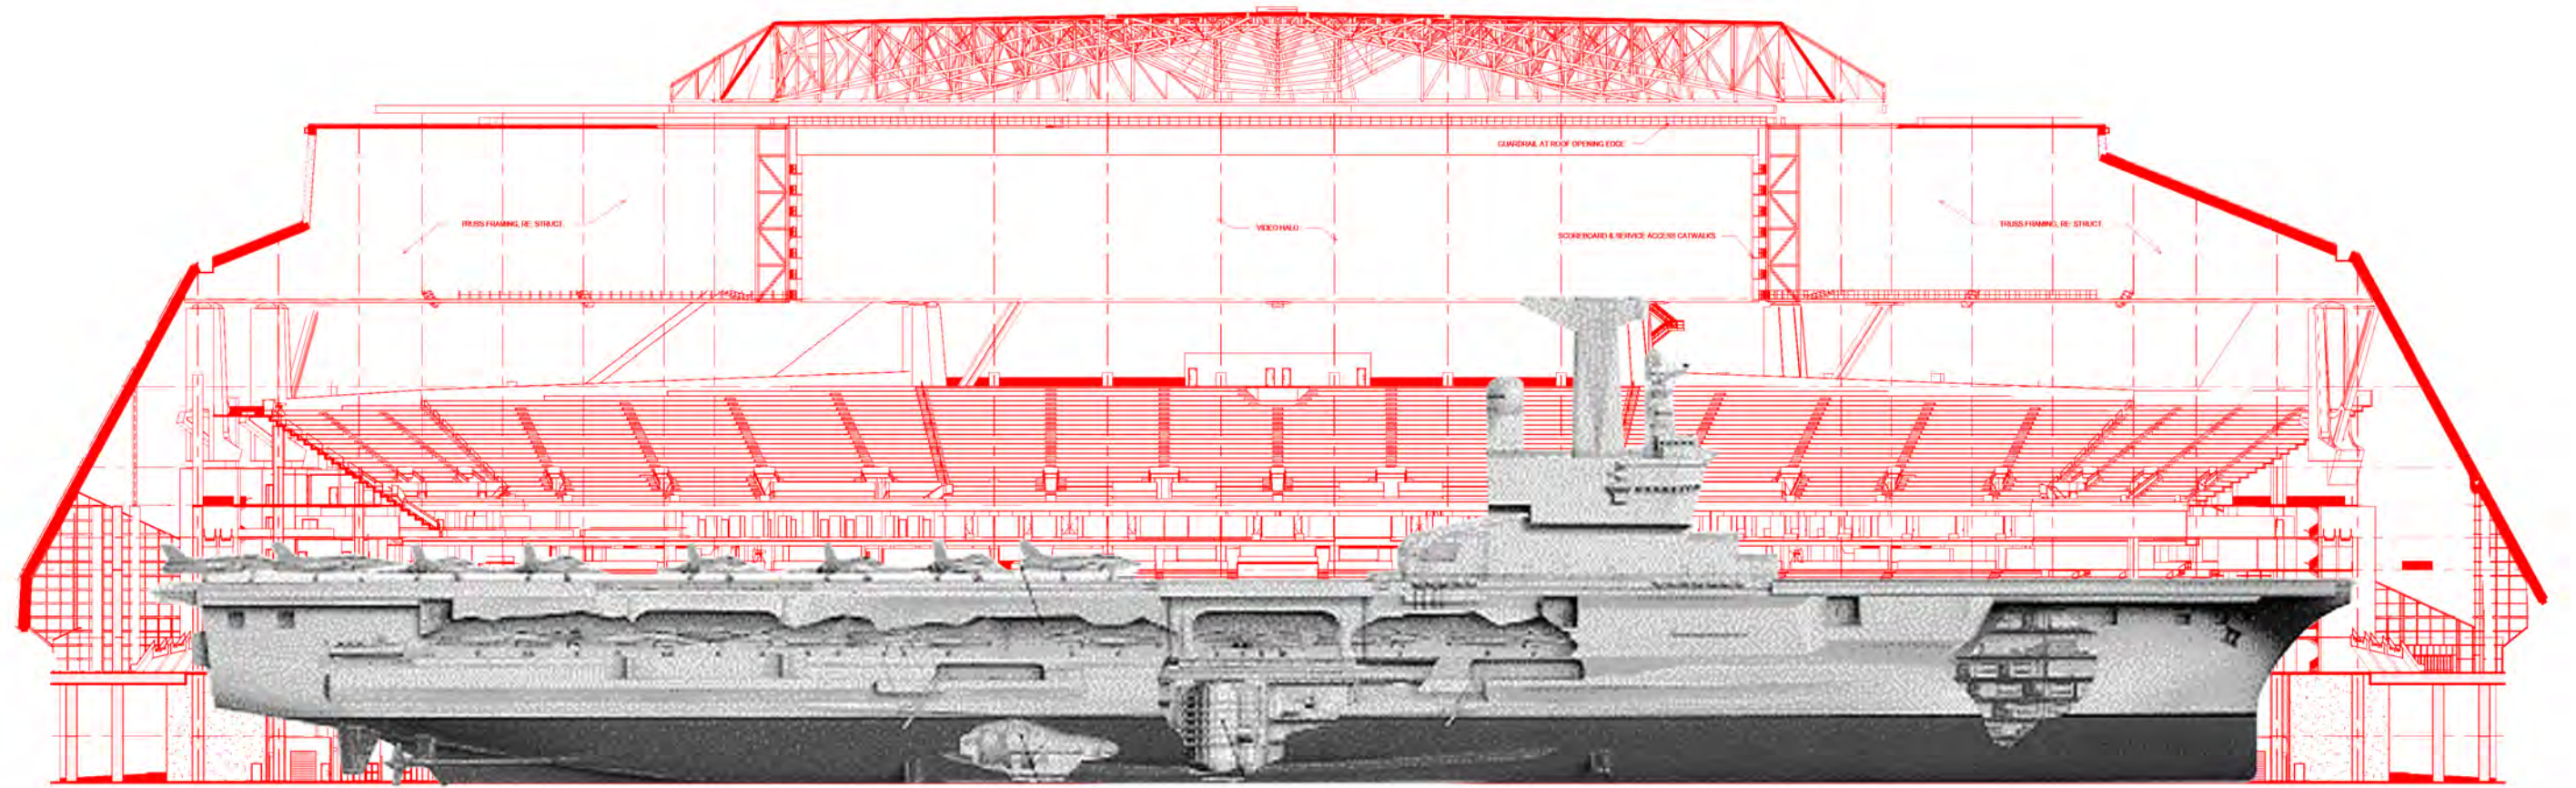 GUARDRAIL AT ROOF OPENING EDGE
TRUSS FRAMING, RE: STRUCT.
VIDEO HALO
SCOREBOARD & SERVICE ACCESS CATWALKS
TRUSS FRAMING, RE: STRUCT.